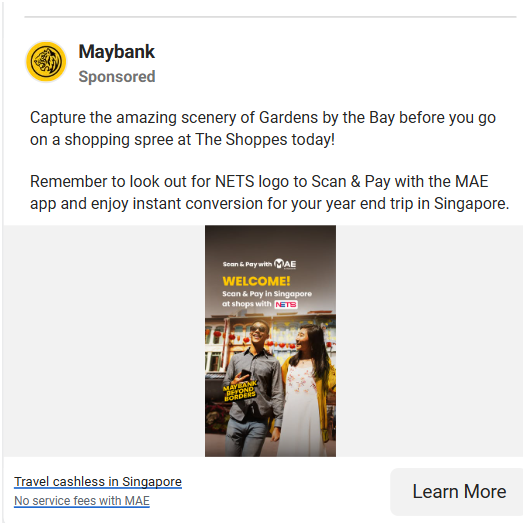 Maybank
Sponsored
Capture the amazing scenery of Gardens by the Bay before you go
on a shopping spree at The Shoppes today!
Remember to look out for NETS logo to Scan & Pay with the MAE
app and enjoy instant conversion for your year end trip in Singapore.
Scan & Pay with MAE
WELCOME!
Scan & Pay in Singapore
at shops with NETS
MAYBANK
BEYOND
BORDERS
Travel cashless in Singapore
No service fees with MAE
Learn More